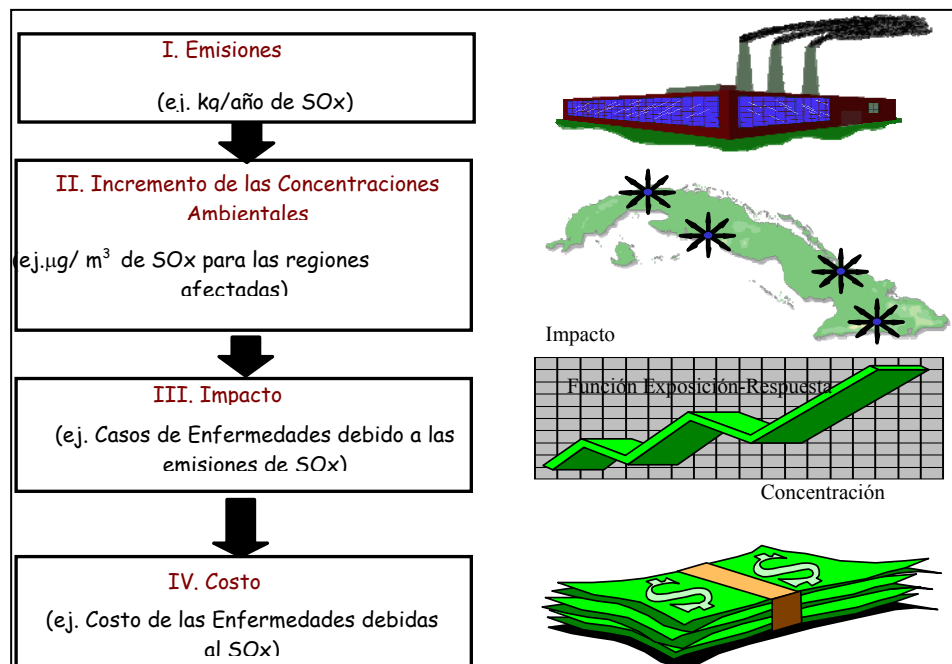 I. Emisiones
(ej. kg/año de SOx)
II. Incremento de las Concentraciones
Ambientales
(ej.μg/ m³ de SOx para las regiones
afectadas)
Impacto
Función Exposición-Respuesta
III. Impacto
(ej. Casos de Enfermedades debido a las
emisiones de SOx)
Concentración
IV. Costo
(ej. Costo de las Enfermedades debidas
al SOx)
$ $